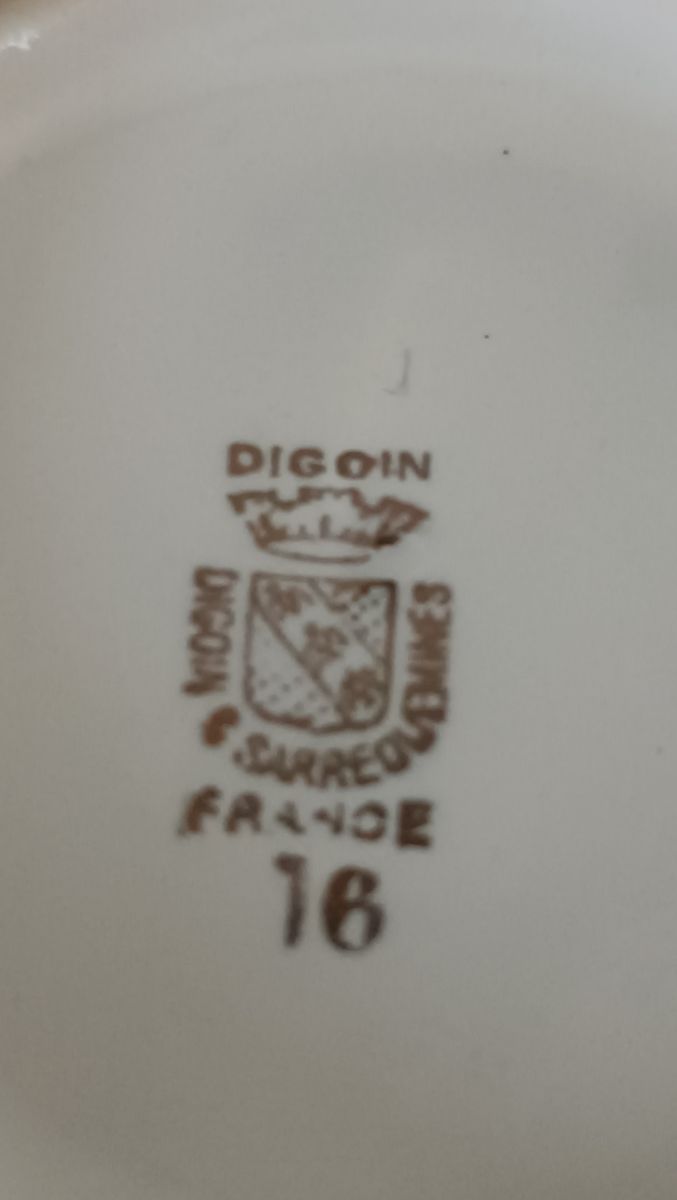 DIGOIN
DIGOIN & SARREGUEMINES
FRANCE
16